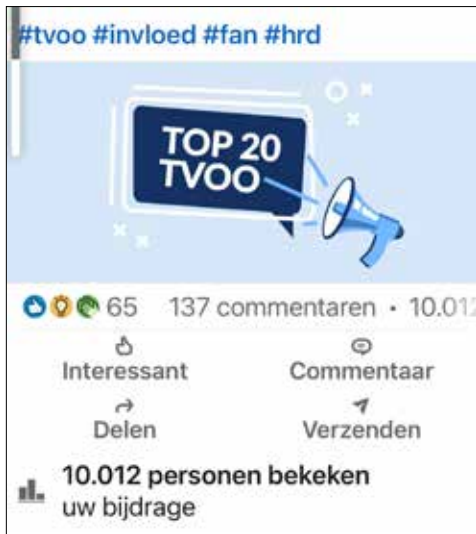 #tvoo #invloed #fan #hrd
TOP 20
TVOO
65 137 commentaren • 10.012
Interessant Commentaar
Delen Verzenden
10.012 personen bekeken
uw bijdrage